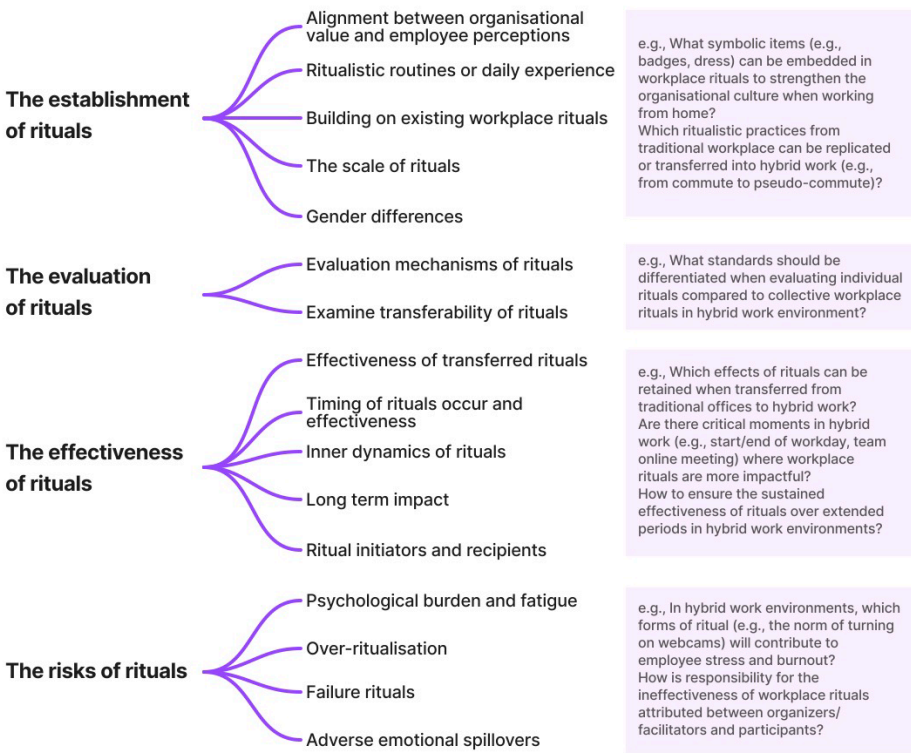 The establishment
of rituals
Alignment between organisational
value and employee perceptions
Ritualistic routines or daily experience
Building on existing workplace rituals
The scale of rituals
Gender differences
e.g., What symbolic items (e.g.,
badges, dress) can be embedded in
workplace rituals to strengthen the
organisational culture when working
from home?
Which ritualistic practices from
traditional workplace can be replicated
or transferred into hybrid work (e.g.,
from commute to pseudo-commute)?
The evaluation
of rituals
Evaluation mechanisms of rituals
Examine transferability of rituals
e.g., What standards should be
differentiated when evaluating individual
rituals compared to collective workplace
rituals in hybrid work environment?
The effectiveness
of rituals
Effectiveness of transferred rituals
Timing of rituals occur and
effectiveness
Inner dynamics of rituals
Long term impact
Ritual initiators and recipients
e.g., Which effects of rituals can be
retained when transferred from
traditional offices to hybrid work?
Are there critical moments in hybrid
work (e.g., start/end of workday, team
online meeting) where workplace
rituals are more impactful?
How to ensure the sustained
effectiveness of rituals over extended
periods in hybrid work environments?
The risks of rituals
Psychological burden and fatigue
Over-ritualisation
Failure rituals
Adverse emotional spillovers
e.g., In hybrid work environments, which
forms of ritual (e.g., the norm of turning
on webcams) will contribute to
employee stress and burnout?
How is responsibility for the
ineffectiveness of workplace rituals
attributed between organizers/
facilitators and participants?